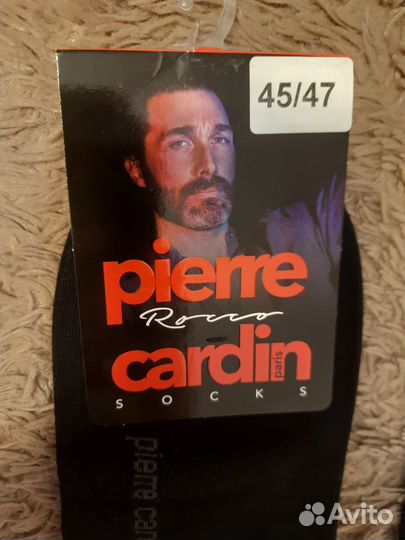 45/47
pierre
Rocco
cardin
paris
SOCKS
pierre car
Avito